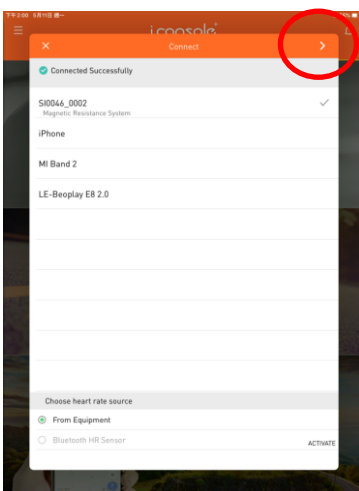 下午2:00 5月11日 週一
i.console
Connect
Connected Successfully
SI0046_0002
Magnetic Resistance System
iPhone
MI Band 2
LE-Beoplay E8 2.0
Choose heart rate source
From Equipment
Bluetooth HR Sensor
ACTIVATE